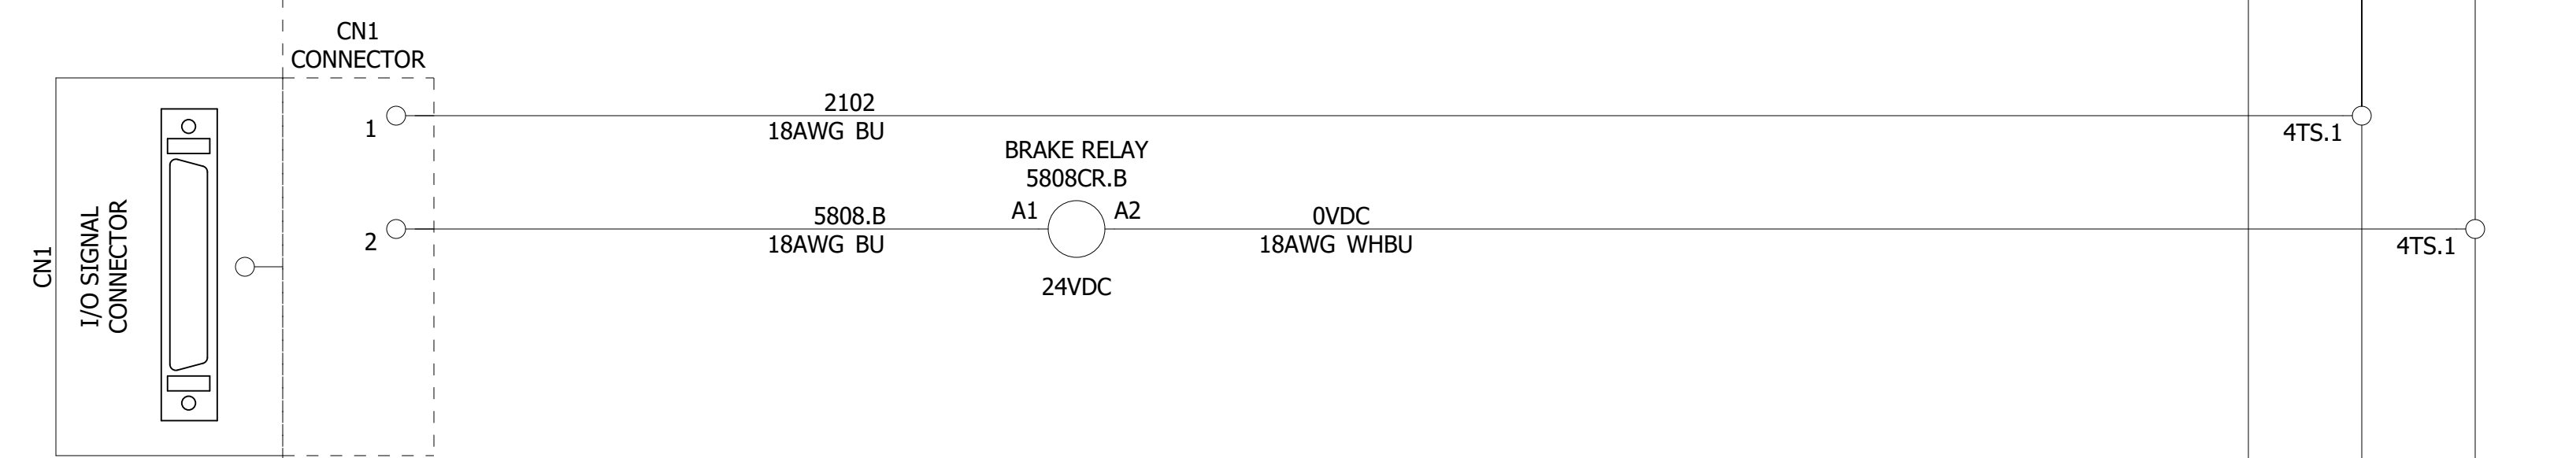 CN1
CONNECTOR
CN1
I/O SIGNAL
CONNECTOR
1
2102
18AWG BU
4TS.1
BRAKE RELAY
5808CR.B
2
5808.B
18AWG BU
A1
A2
0VDC
18AWG WHBU
4TS.1
24VDC